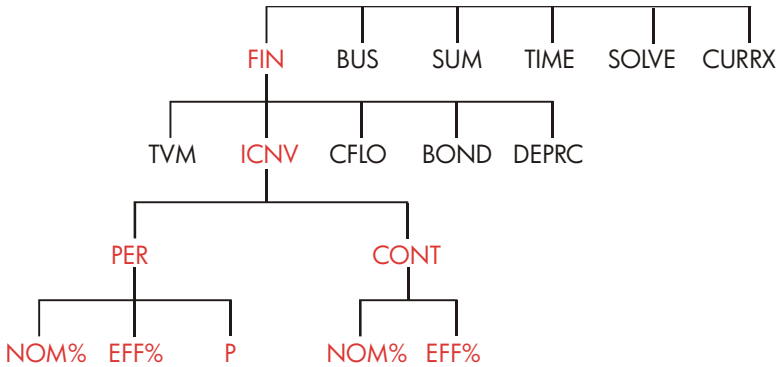 FIN BUS SUM TIME SOLVE CURRX
TVM ICNV CFLO BOND DEPRC
PER CONT
NOM% EFF% P NOM% EFF%